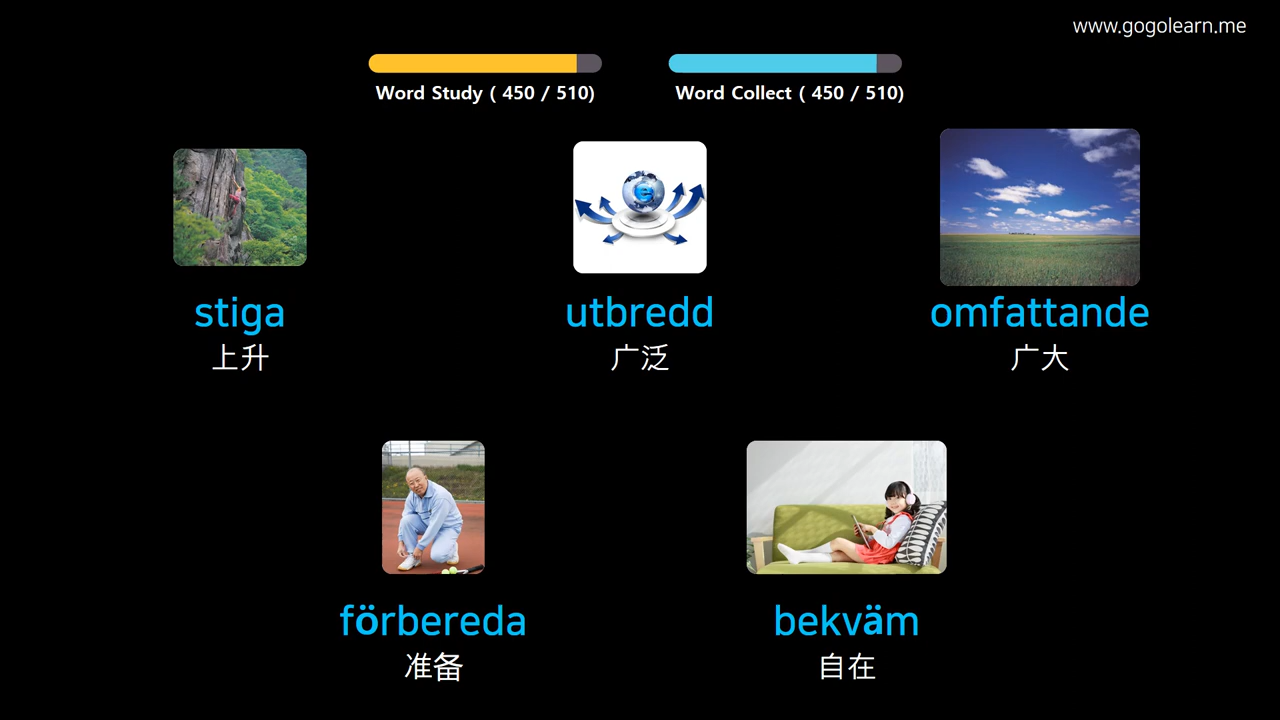 www.gogolearn.me
Word Study ( 450 / 510)
Word Collect ( 450 / 510)
stiga
上升
utbredd
广泛
omfattande
广大
förbereda
准备
bekväm
自在